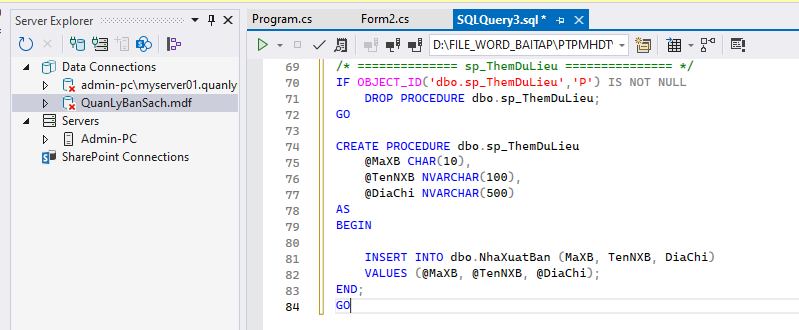 Server Explorer
Data Connections
admin-pc\myserver01.quanly
QuanLyBanSach.mdf
Servers
Admin-PC
SharePoint Connections
Program.cs
Form2.cs
SQLQuery3.sql *
D:\FILE_WORD_BAITAP\PTPMHDT\
69 /* ============== sp_ThemDuLieu =============== */
70 IF OBJECT_ID('dbo.sp_ThemDuLieu','P') IS NOT NULL
71 DROP PROCEDURE dbo.sp_ThemDuLieu;
72 GO
73
74 CREATE PROCEDURE dbo.sp_ThemDuLieu
75 @MaXB CHAR(10),
76 @TenNXB NVARCHAR(100),
77 @DiaChi NVARCHAR(500)
78 AS
79 BEGIN
80
81 INSERT INTO dbo.NhaXuatBan (MaXB, TenNXB, DiaChi)
82 VALUES (@MaXB, @TenNXB, @DiaChi);
83 END;
84 GO